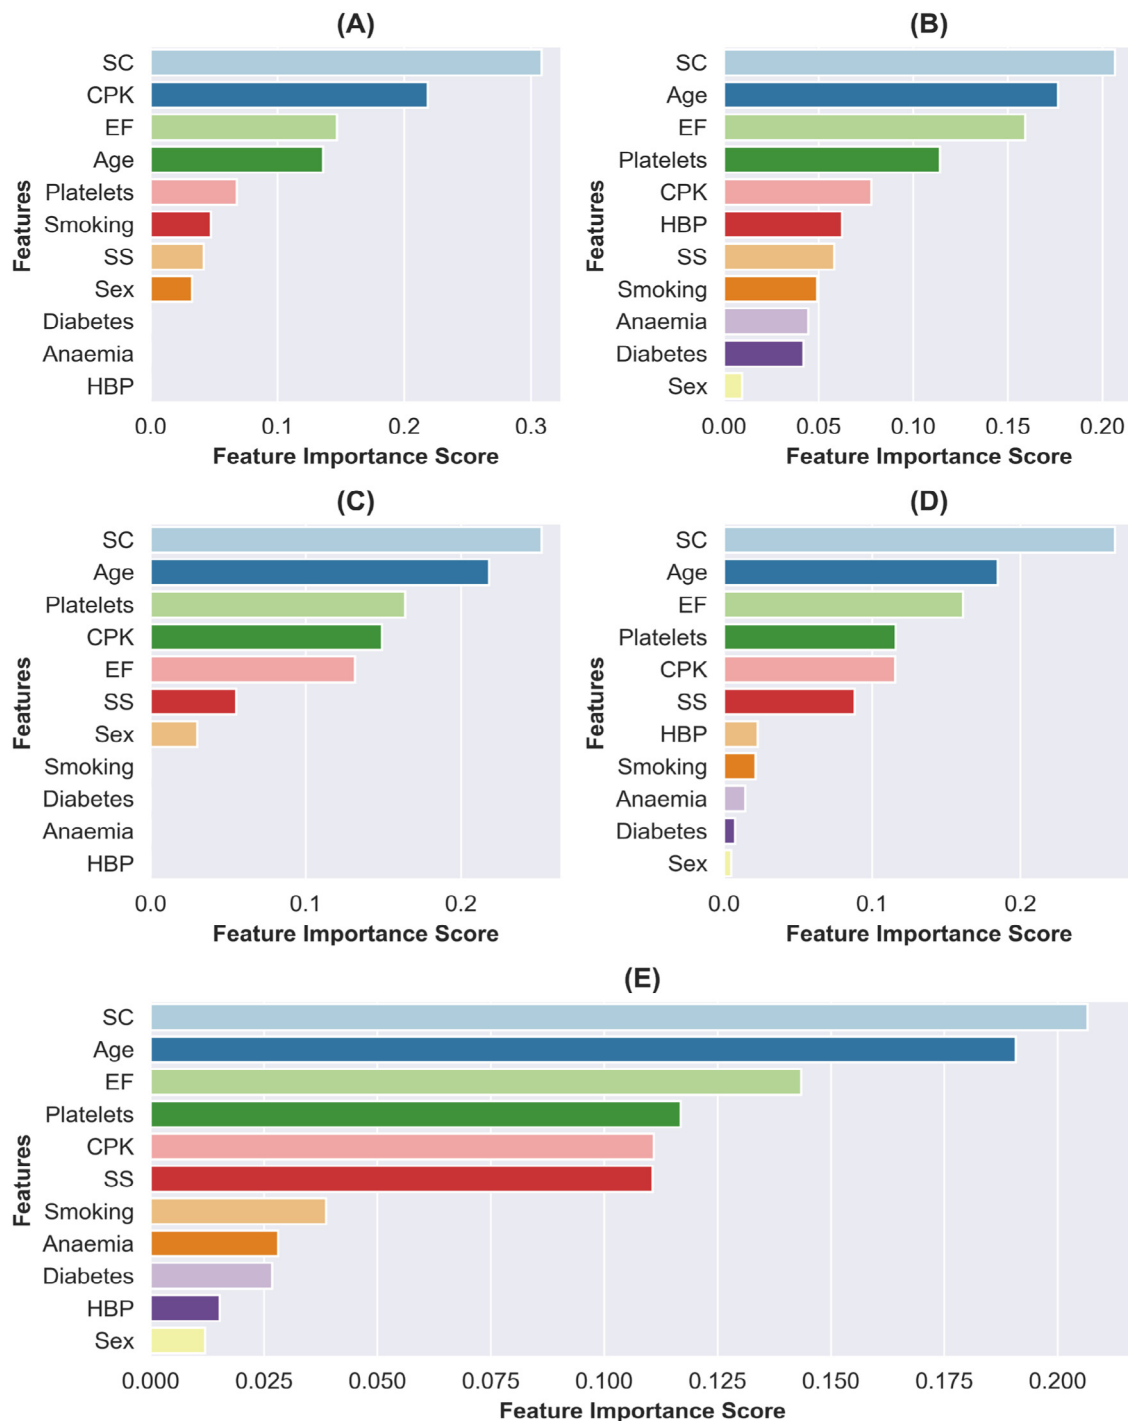 (A)
Features
SC
CPK
EF
Age
Platelets
Smoking
SS
Sex
Diabetes
Anaemia
HBP
0.0 0.1 0.2 0.3
Feature Importance Score
(B)
Features
SC
Age
EF
Platelets
CPK
HBP
SS
Smoking
Anaemia
Diabetes
Sex
0.00 0.05 0.10 0.15 0.20
Feature Importance Score
(C)
Features
SC
Age
Platelets
CPK
EF
SS
Sex
Smoking
Diabetes
Anaemia
HBP
0.0 0.1 0.2
Feature Importance Score
(D)
Features
SC
Age
EF
Platelets
CPK
SS
HBP
Smoking
Anaemia
Diabetes
Sex
0.0 0.1 0.2
Feature Importance Score
(E)
Features
SC
Age
EF
Platelets
CPK
SS
Smoking
Anaemia
Diabetes
HBP
Sex
0.000 0.025 0.050 0.075 0.100 0.125 0.150 0.175 0.200
Feature Importance Score